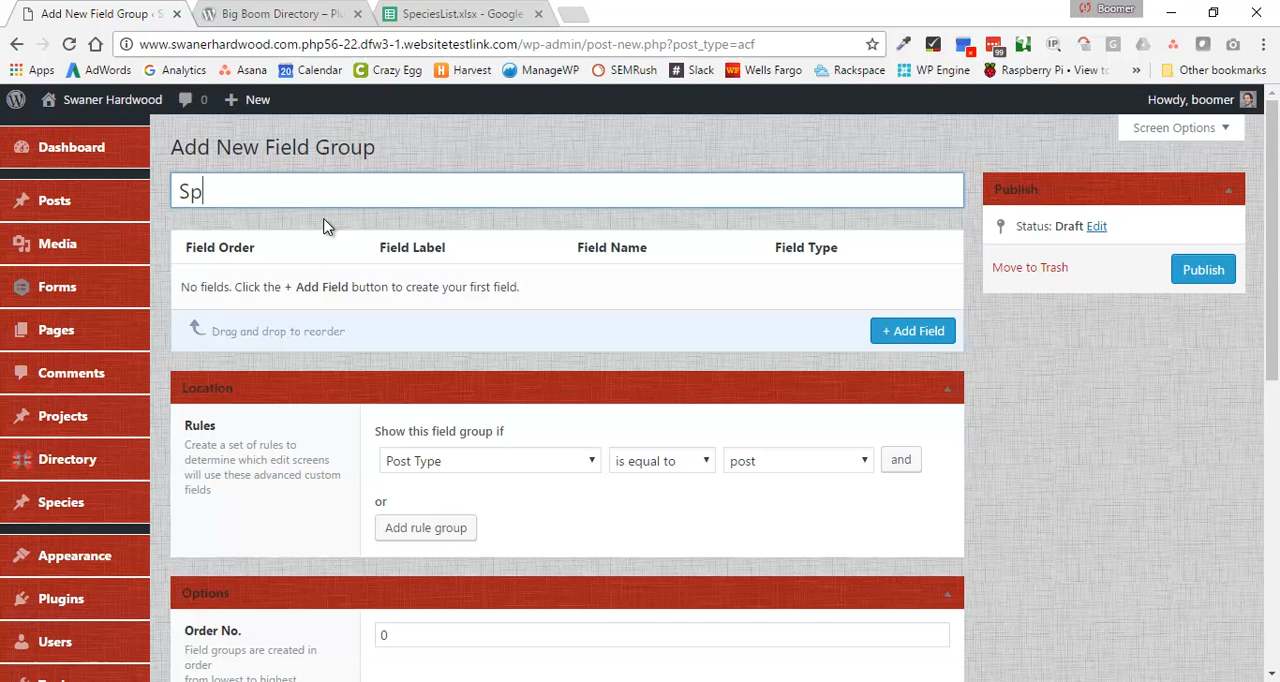 Add New Field Group ‹ S
Big Boom Directory – Plu
SpeciesList.xlsx - Google
Boomer
www.swanerhardwood.com.php56-22.dfw3-1.websitetestlink.com/wp-admin/post-new.php?post_type=acf
Apps
AdWords
Analytics
Asana
20 Calendar
Crazy Egg
Harvest
ManageWP
SEMRush
Slack
WF Wells Fargo
Rackspace
WP Engine
Raspberry Pi • View to
»
Other bookmarks
Swaner Hardwood
0
+ New
Howdy, boomer
Screen Options ▼
Dashboard
Posts
Media
Forms
Pages
Comments
Projects
Directory
Species
Appearance
Plugins
Users
Add New Field Group
Sp
Field Order Field Label Field Name Field Type
No fields. Click the + Add Field button to create your first field.
Drag and drop to reorder
+ Add Field
Location
Rules
Create a set of rules to
determine which edit screens
will use these advanced custom
fields
Show this field group if
Post Type
is equal to
post
and
or
Add rule group
Options
Order No.
Field groups are created in
order
from lowest to highest
0
Publish
Status: Draft Edit
Move to Trash
Publish